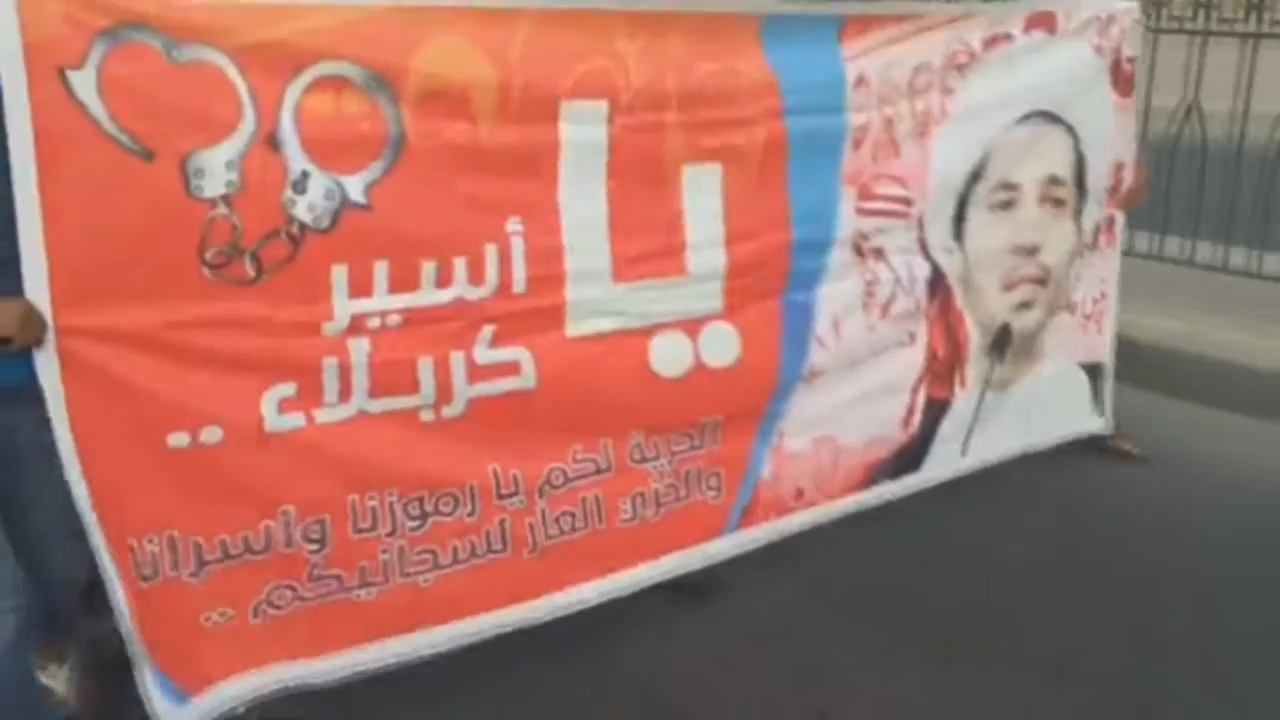 يا أسير
كربلاء ..
الحرية لكم يا رموزنا وأسرانا
والخزي العار لسجانيكم ..